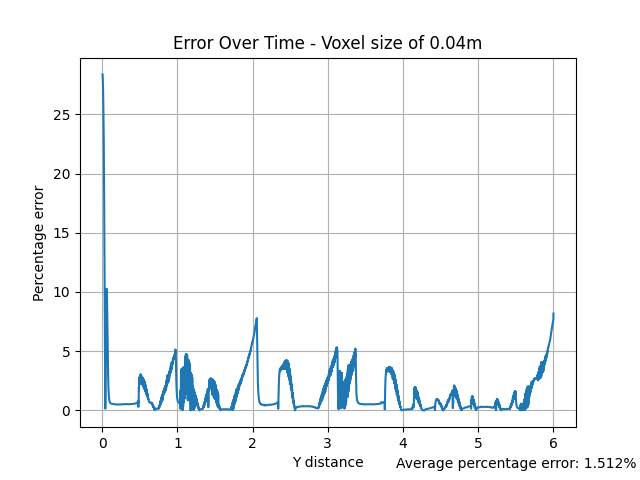 Error Over Time - Voxel size of 0.04m
Percentage error
25
20
15
10
5
0
0 1 2 3 4 5 6
Y distance
Average percentage error: 1.512%